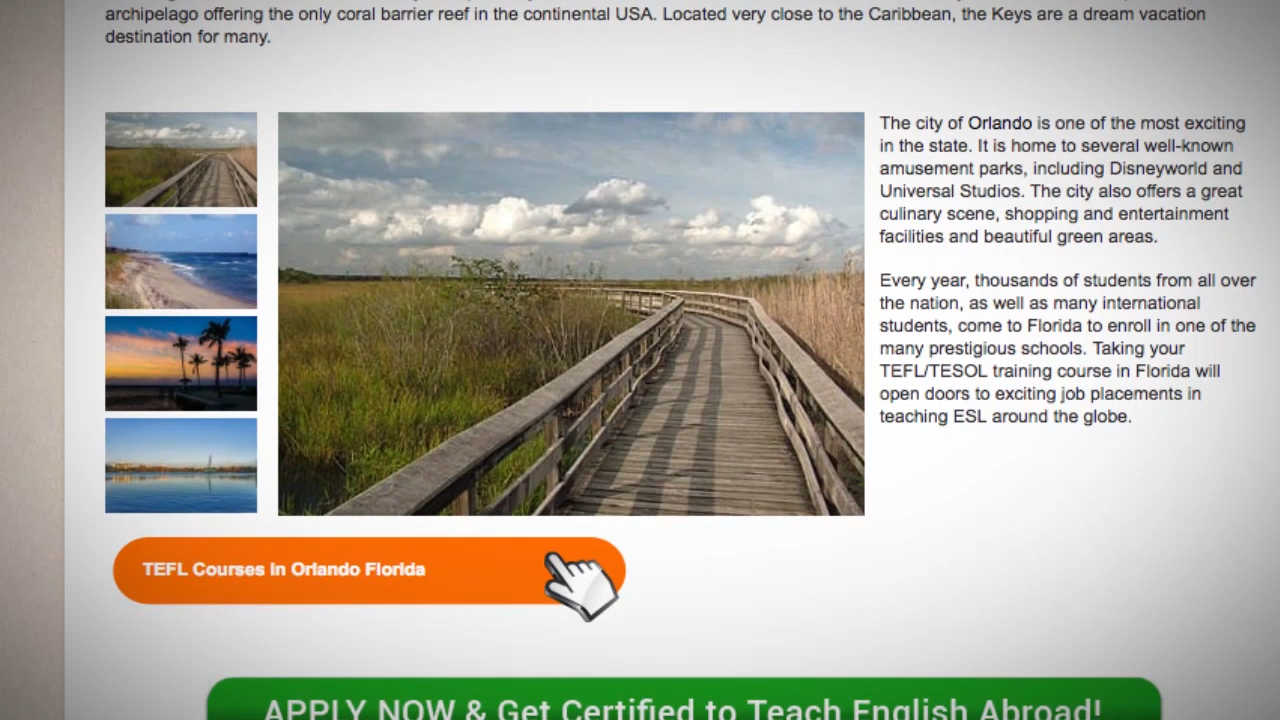 archipelago offering the only coral barrier reef in the continental USA. Located very close to the Caribbean, the Keys are a dream vacation
destination for many.
The city of Orlando is one of the most exciting
in the state. It is home to several well-known
amusement parks, including Disneyworld and
Universal Studios. The city also offers a great
culinary scene, shopping and entertainment
facilities and beautiful green areas.
Every year, thousands of students from all over
the nation, as well as many international
students, come to Florida to enroll in one of the
many prestigious schools. Taking your
TEFL/TESOL training course in Florida will
open doors to exciting job placements in
teaching ESL around the globe.
TEFL Courses In Orlando Florida
APPLY NOW & Get Certified to Teach English Abroad!